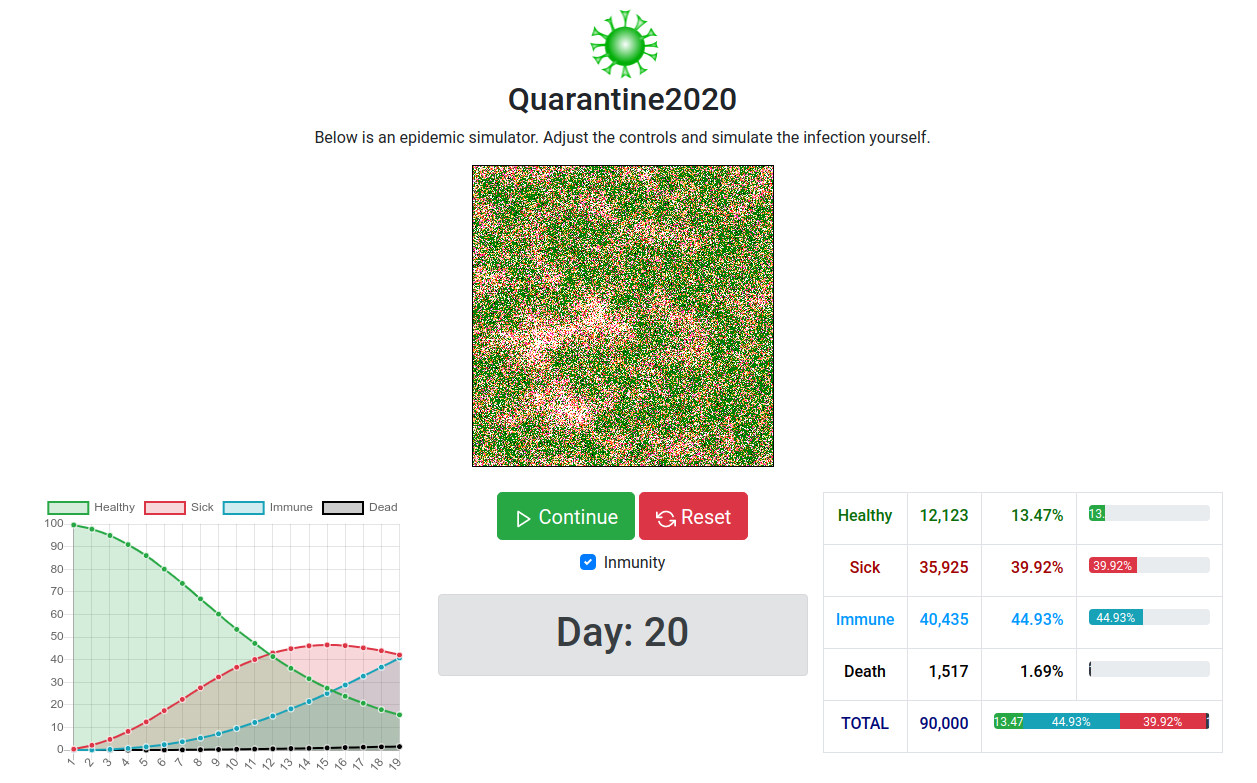 Quarantine2020
Below is an epidemic simulator. Adjust the controls and simulate the infection yourself.
Healthy Sick Immune Dead
100
90
80
70
60
50
40
30
20
10
0
1 2 3 4 5 6 7 8 9 10 11 12 13 14 15 16 17 18 19
Continue Reset
Inmunity
Day: 20
Healthy 12,123 13.47% 13.
Sick 35,925 39.92% 39.92%
Immune 40,435 44.93% 44.93%
Death 1,517 1.69%
TOTAL 90,000 13.47 44.93% 39.92%